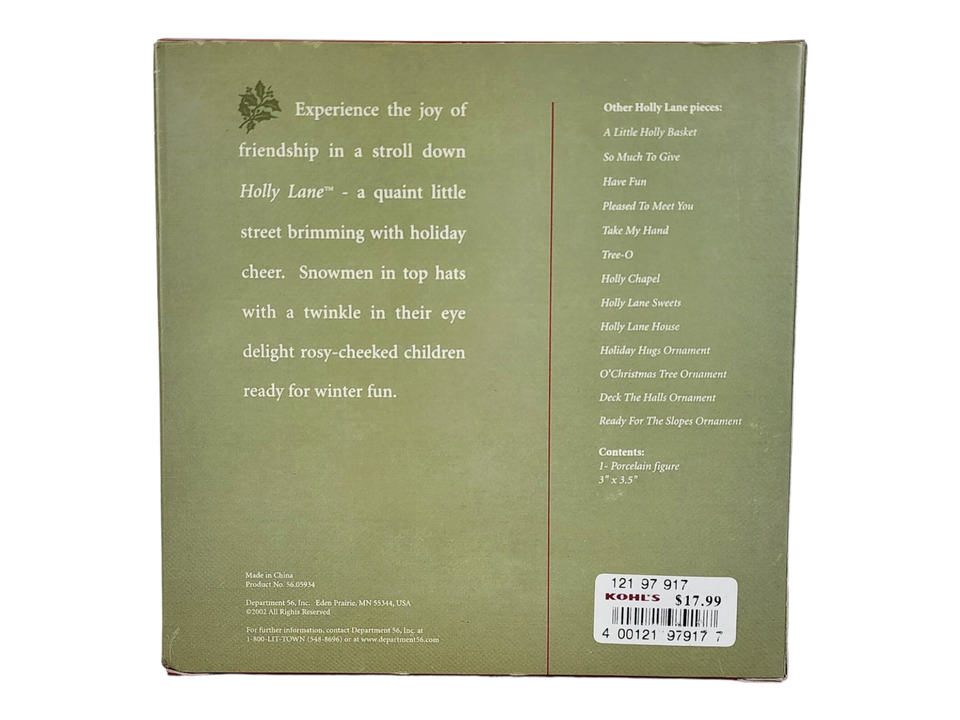 Experience the joy of
friendship in a stroll down
Holly Lane™ - a quaint little
street brimming with holiday
cheer. Snowmen in top hats
with a twinkle in their eye
delight rosy-cheeked children
ready for winter fun.
Made in China
Product No. 56.05934
Department 56, Inc. Eden Prairie, MN 55344, USA
©2002 All Rights Reserved
For further information, contact Department 56, Inc. at
1-800-LIT-TOWN (548-8696) or at www.department56.com
Other Holly Lane pieces:
A Little Holly Basket
So Much To Give
Have Fun
Pleased To Meet You
Take My Hand
Tree-O
Holly Chapel
Holly Lane Sweets
Holly Lane House
Holiday Hugs Ornament
O'Christmas Tree Ornament
Deck The Halls Ornament
Ready For The Slopes Ornament
Contents:
1- Porcelain figure
3" x 3.5"
121 97 917
KOHL'S $17.99
4 00121 97917 7